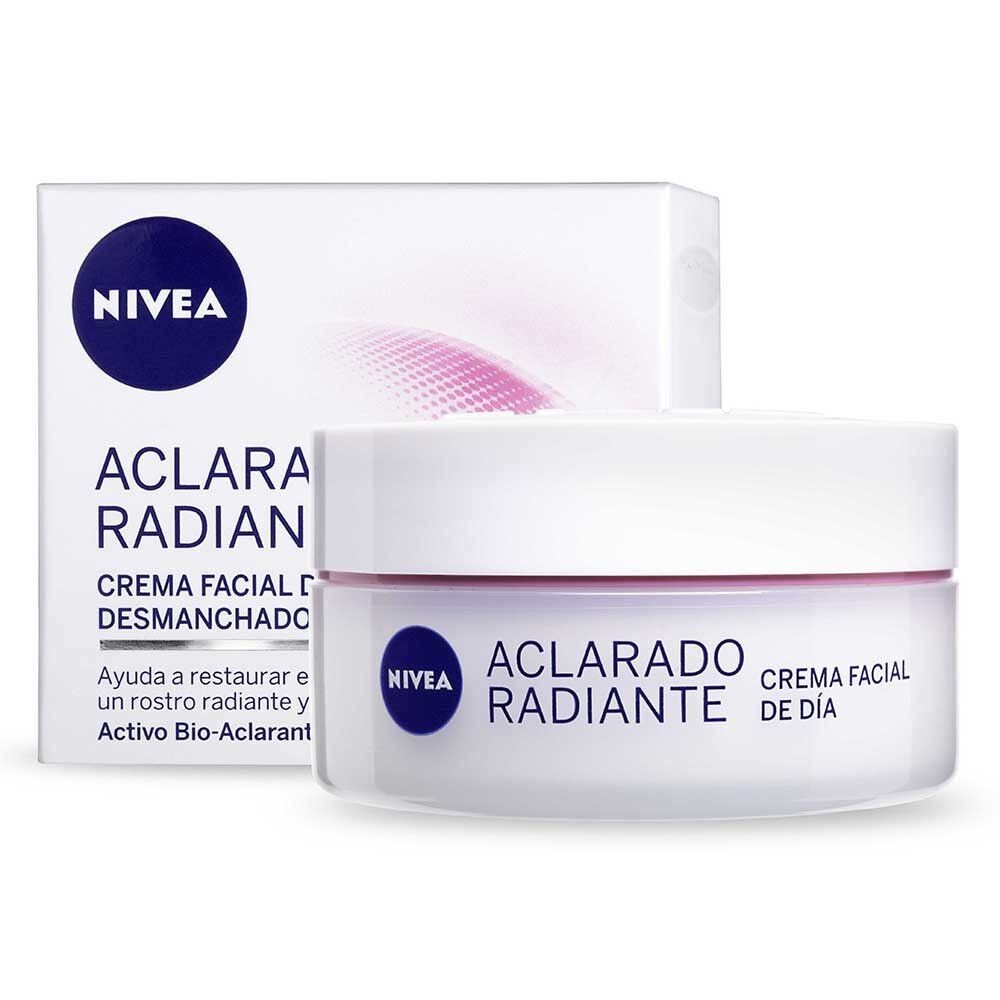 NIVEA
ACLARA
RADIAN
CREMA FACIAL D
DESMANCHADO
Ayuda a restaurar e
un rostro radiante y
Activo Bio-Aclarant
NIVEA
ACLARADO
RADIANTE
CREMA FACIAL
DE DÍA